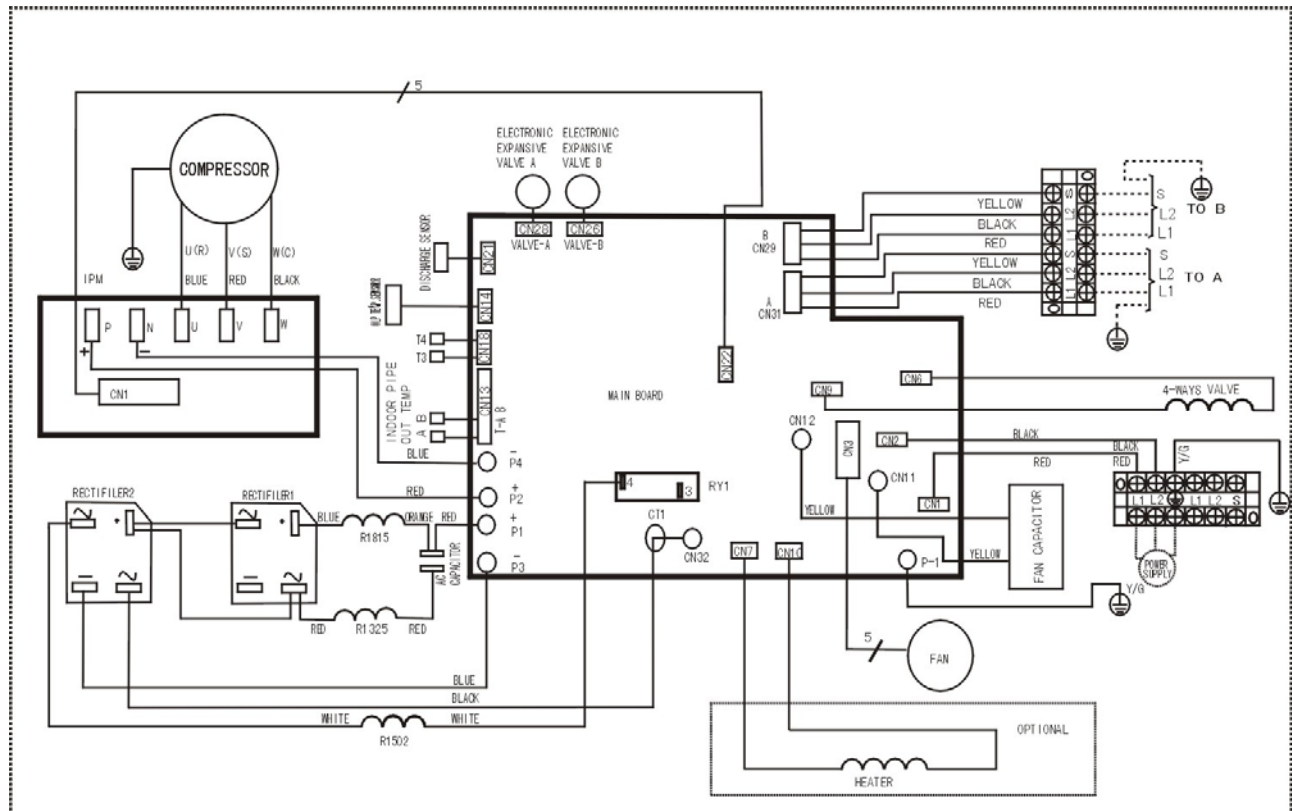 5
ELECTRONIC
EXPANSIVE
VALVE A
ELECTRONIC
EXPANSIVE
VALVE B
COMPRESSOR
CN28
VALVE-A
CN26
VALVE-B
U(R)
V(S)
W(C)
BLUE
RED
BLACK
IPM
P
N
U
V
W
+
−
CN1
DISCHARGE SENSOR
CN21
CN14
T4
T3
CN18
CN13
INDOOR PIPE
OUT TEMP
A B
T-A B
CN22
MAIN BOARD
B
CN29
A
CN31
YELLOW
BLACK
RED
YELLOW
BLACK
RED
S
L2
L1
S
L2
L1
S
L2
L1
TO B
S
L2
L1
TO A
CN6
CN9
4-WAYS VALVE
CN12
CN3
CN2
CN11
CN1
BLACK
RED
BLACK
RED
Y/G
L1 L2 L1 L2 S
POWER
SUPPLY
YELLOW
YELLOW
FAN CAPACITOR
P-1
Y/G
BLUE
−
P4
RED
+
P2
+
P1
−
P3
4
3
RY1
CT1
CN32
CN7
CN10
RECTIFILER2
RECTIFILER1
+
−
+
−
BLUE
R1815
ORANGE
RED
AC
CAPACITOR
RED
R1325
RED
BLUE
BLACK
WHITE
R1502
WHITE
5
FAN
OPTIONAL
HEATER